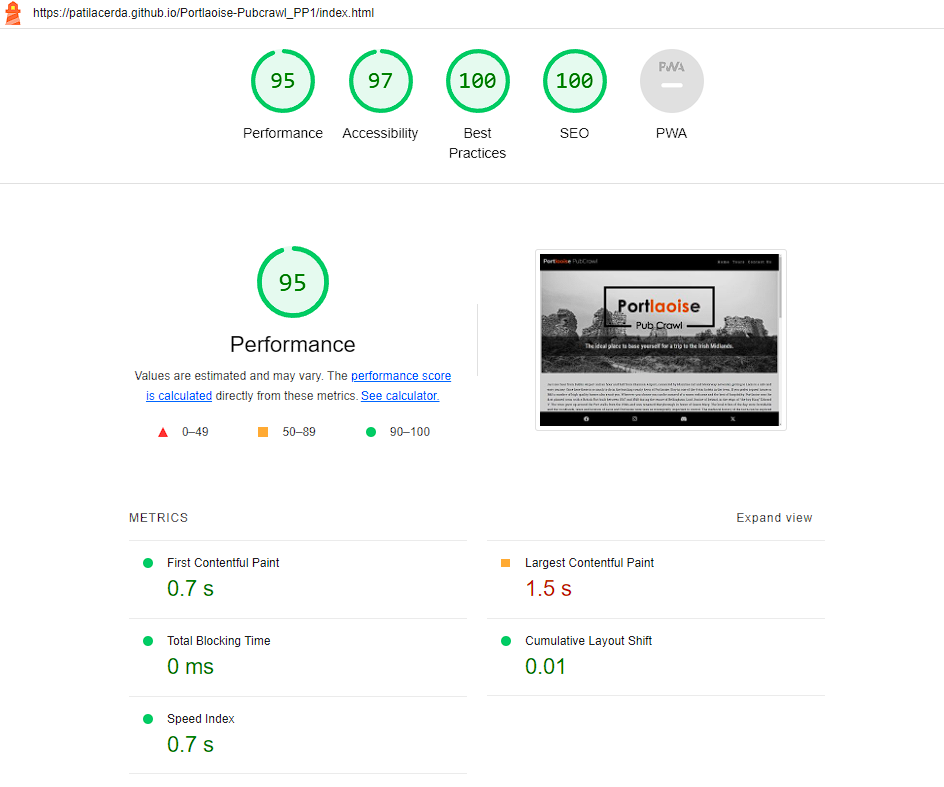 https://patilacerda.github.io/Portlaoise-Pubcrawl_PP1/index.html
95
97
100
100
PWA
Performance
Accessibility
Best
Practices
SEO
PWA
95
Performance
Values are estimated and may vary. The performance score
is calculated directly from these metrics. See calculator.
0–49
50–89
90–100
Portlaoise PubCrawl
Home Tours Contact Us
Portlaoise
Pub Crawl
The ideal place to base yourself for a trip to the Irish Midlands.
METRICS
Expand view
First Contentful Paint
0.7 s
Largest Contentful Paint
1.5 s
Total Blocking Time
0 ms
Cumulative Layout Shift
0.01
Speed Index
0.7 s